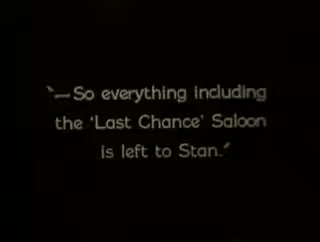 "—So everything including
the 'Last Chance' Saloon
is left to Stan."